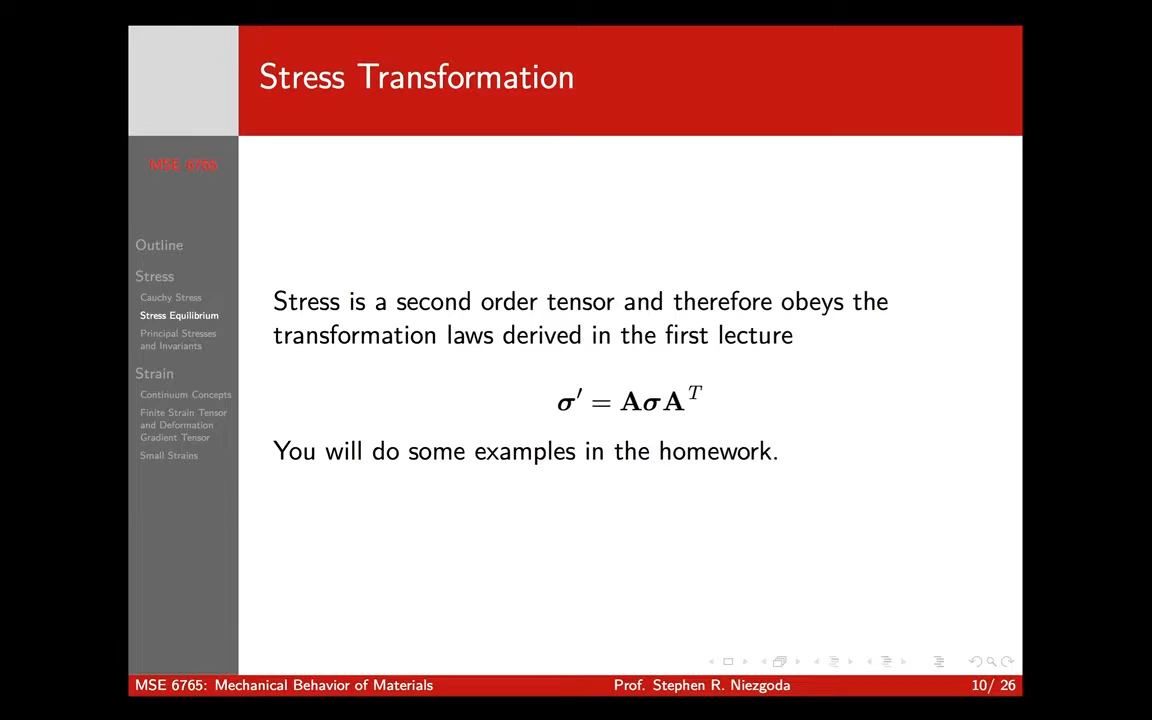 Stress Transformation
MSE 6765
Outline
Stress
Cauchy Stress
Stress Equilibrium
Principal Stresses
and Invariants
Strain
Continuum Concepts
Finite Strain Tensor
and Deformation
Gradient Tensor
Small Strains
Stress is a second order tensor and therefore obeys the
transformation laws derived in the first lecture
σ′ = AσAᵀ
You will do some examples in the homework.
MSE 6765: Mechanical Behavior of Materials
Prof. Stephen R. Niezgoda
10/ 26